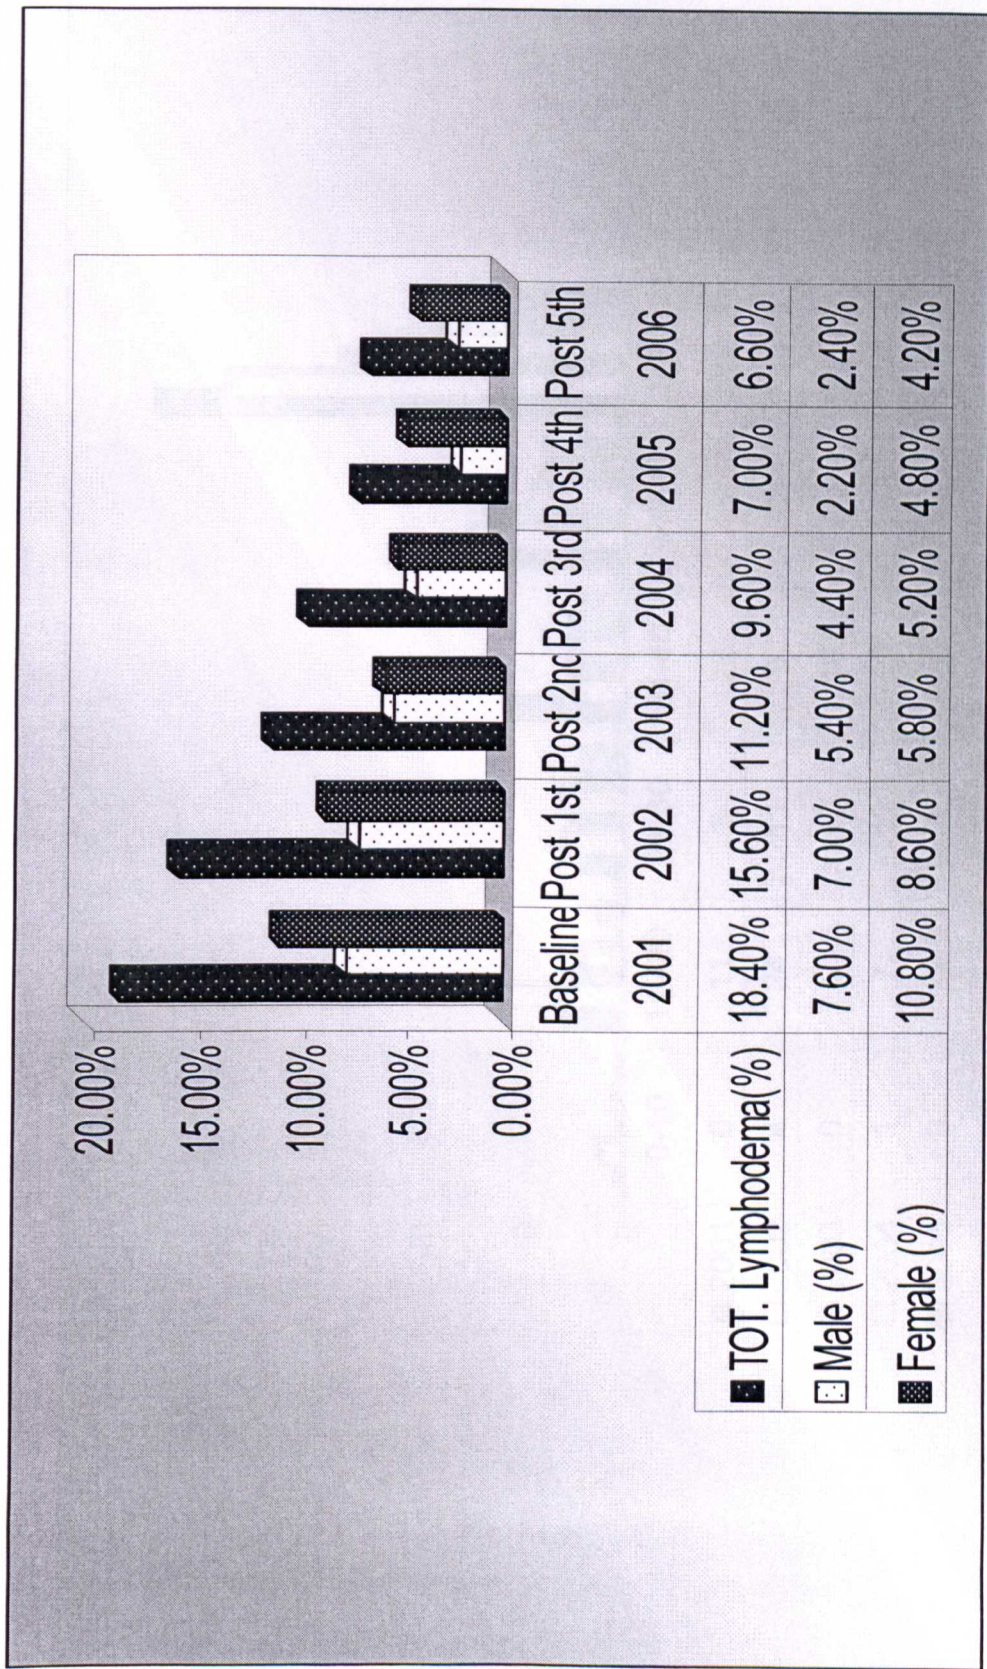 20.00%
15.00%
10.00%
5.00%
0.00%
Baseline Post 1st Post 2nd Post 3rd Post 4th Post 5th
2001 2002 2003 2004 2005 2006
TOT. Lymphodema(%) 18.40% 15.60% 11.20% 9.60% 7.00% 6.60%
Male (%) 7.60% 7.00% 5.40% 4.40% 2.20% 2.40%
Female (%) 10.80% 8.60% 5.80% 5.20% 4.80% 4.20%